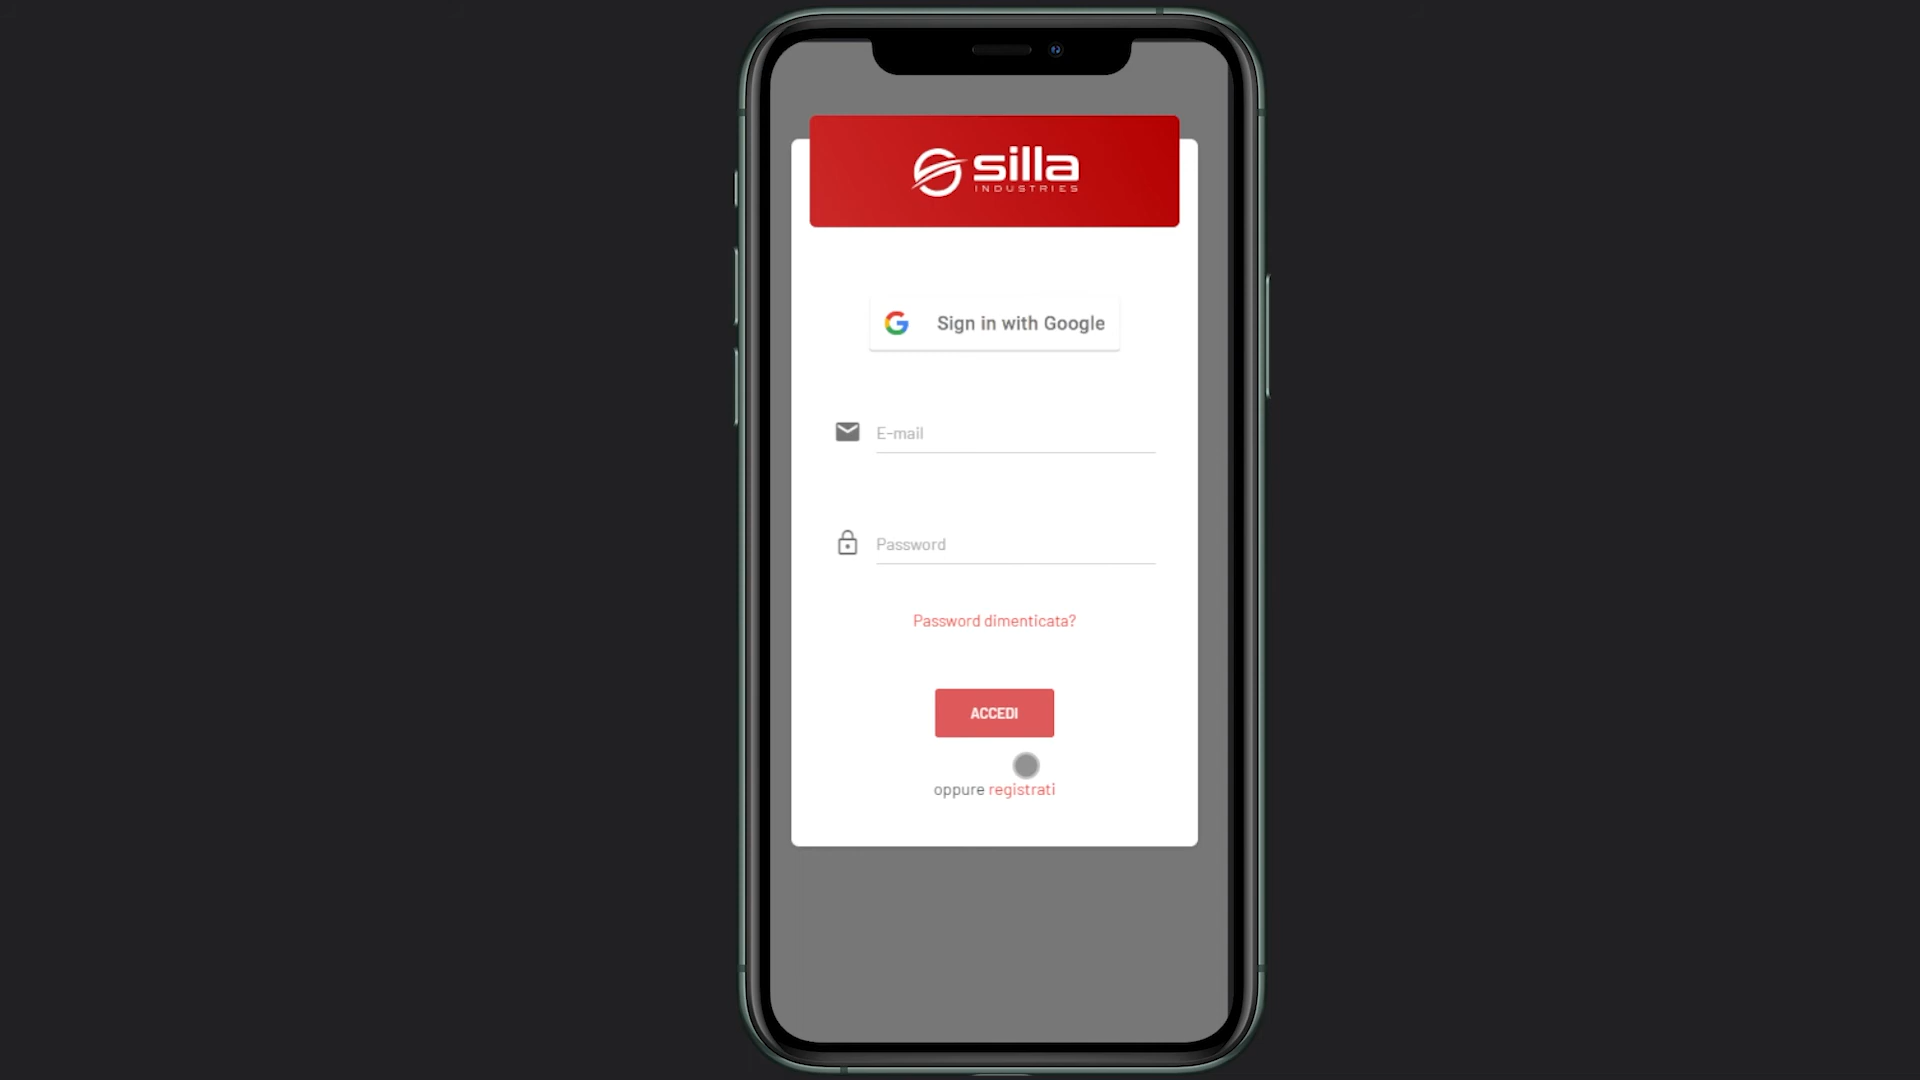 silla
INDUSTRIES
Sign in with Google
E-mail
Password
Password dimenticata?
ACCEDI
oppure registrati